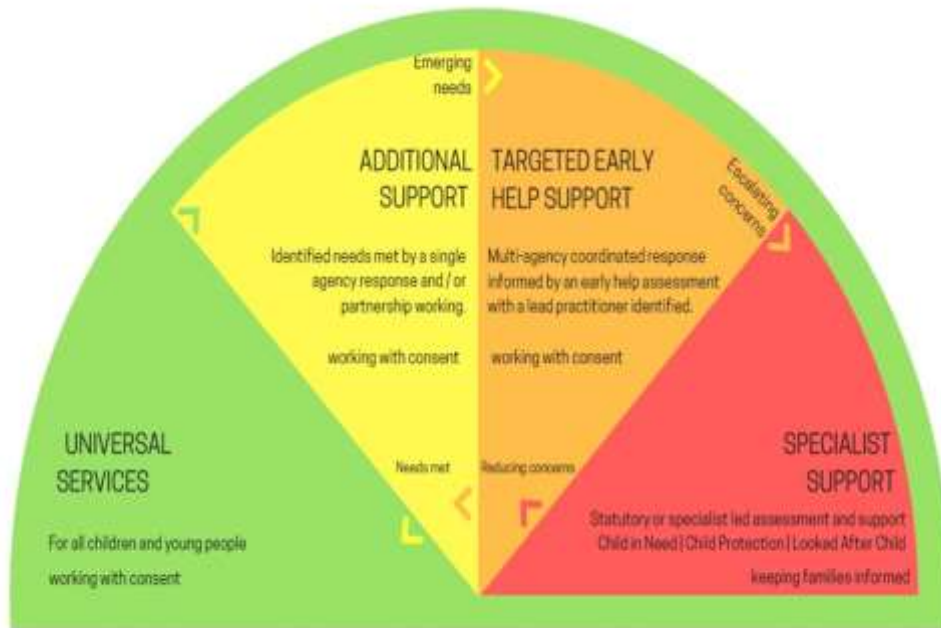 Emerging
needs
ADDITIONAL
SUPPORT
Identified needs met by a single
agency response and / or
partnership working.
working with consent
TARGETED EARLY
HELP SUPPORT
Multi-agency coordinated response
informed by an early help assessment
with a lead practitioner identified.
working with consent
Escalating
concerns
UNIVERSAL
SERVICES
For all children and young people
working with consent
Needs met
Reducing concerns
SPECIALIST
SUPPORT
Statutory or specialist led assessment and support
Child in Need | Child Protection | Looked After Child
keeping families informed